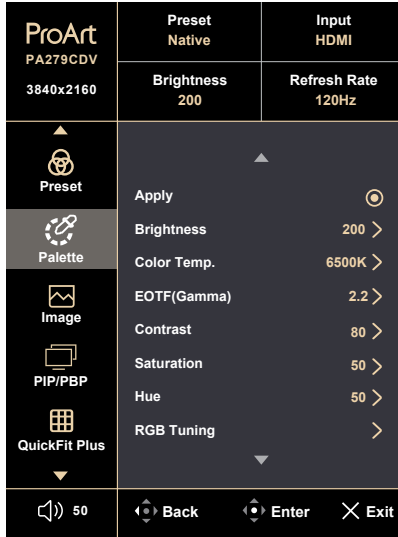 ProArt
PA279CDV
3840x2160
Preset
Native
Input
HDMI
Brightness
200
Refresh Rate
120Hz
Preset
Palette
Image
PIP/PBP
QuickFit Plus
Apply
Brightness 200
Color Temp. 6500K
EOTF(Gamma) 2.2
Contrast 80
Saturation 50
Hue 50
RGB Tuning
50
Back Enter Exit